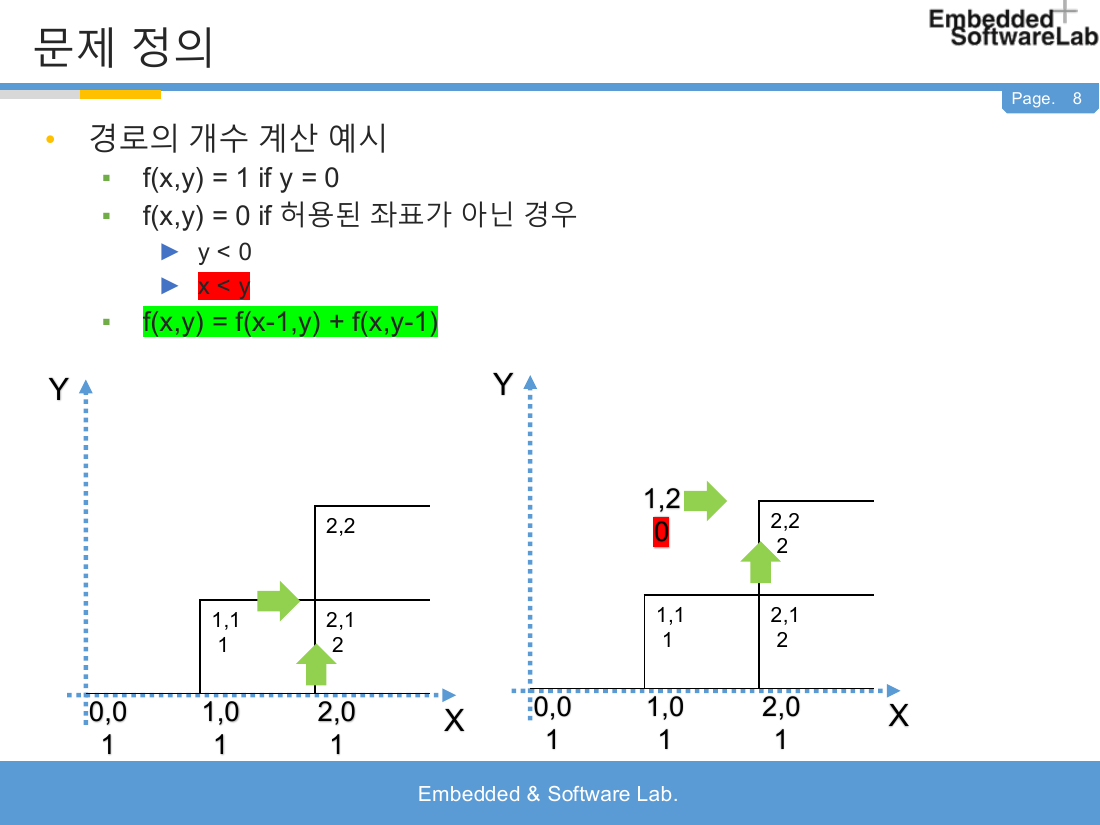 문제 정의
Embedded
SoftwareLab
Page. 8
• 경로의 개수 계산 예시
▪ f(x,y) = 1 if y = 0
▪ f(x,y) = 0 if 허용된 좌표가 아닌 경우
► y < 0
► x < y
▪ f(x,y) = f(x-1,y) + f(x,y-1)
Y
2,2
1,1
1
2,1
2
0,0
1
1,0
1
2,0
1
X
Y
1,2
0
2,2
2
1,1
1
2,1
2
0,0
1
1,0
1
2,0
1
X
Embedded & Software Lab.